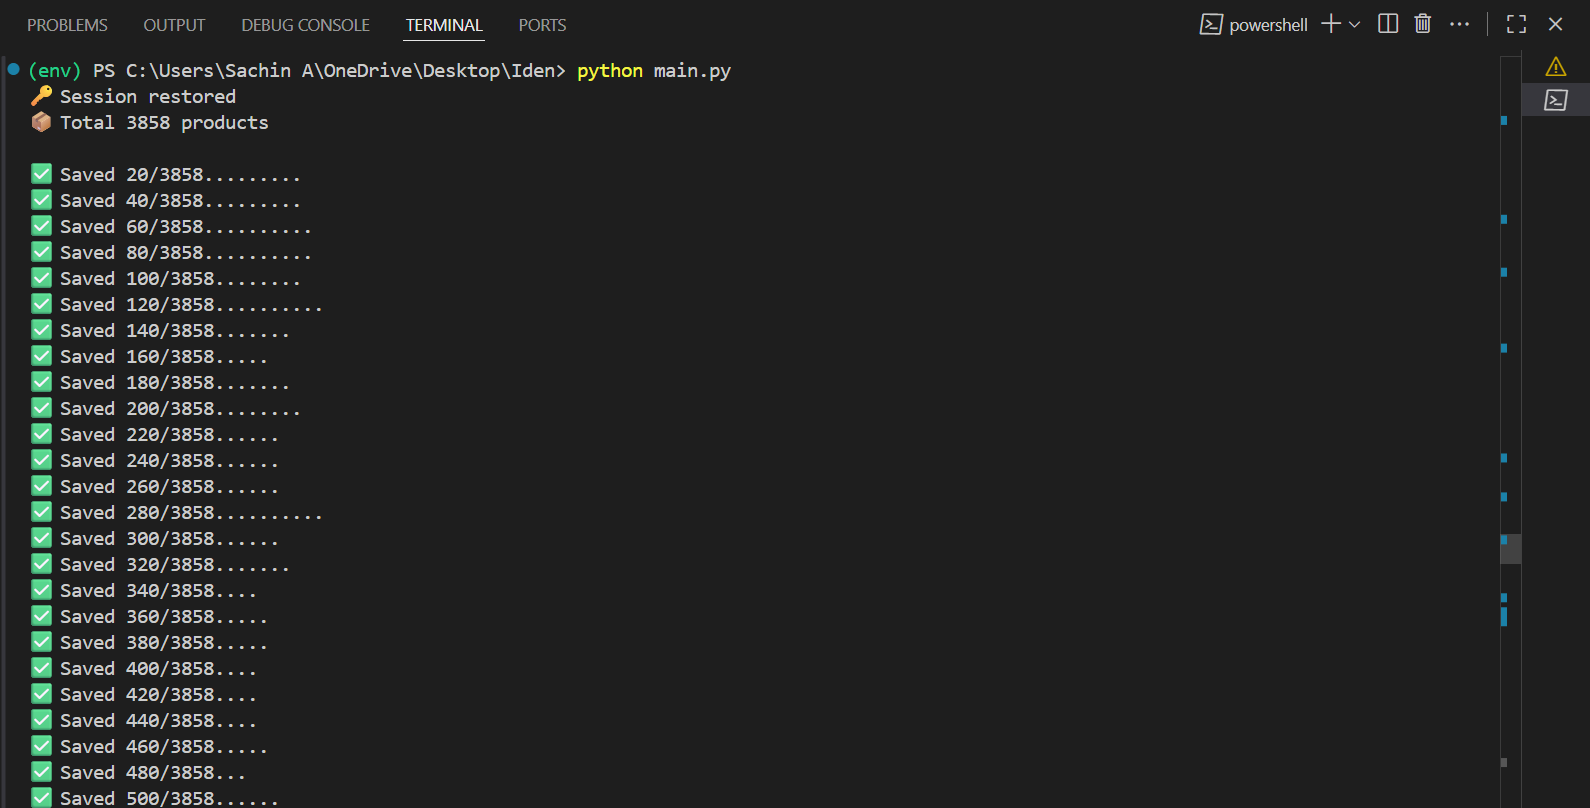 PROBLEMS OUTPUT DEBUG CONSOLE TERMINAL PORTS powershell
(env) PS C:\Users\Sachin A\OneDrive\Desktop\Iden> python main.py
🔑 Session restored
📦 Total 3858 products
✅ Saved 20/3858.........
✅ Saved 40/3858.........
✅ Saved 60/3858..........
✅ Saved 80/3858..........
✅ Saved 100/3858........
✅ Saved 120/3858..........
✅ Saved 140/3858.......
✅ Saved 160/3858.....
✅ Saved 180/3858.......
✅ Saved 200/3858........
✅ Saved 220/3858......
✅ Saved 240/3858......
✅ Saved 260/3858......
✅ Saved 280/3858..........
✅ Saved 300/3858......
✅ Saved 320/3858.......
✅ Saved 340/3858....
✅ Saved 360/3858.....
✅ Saved 380/3858.....
✅ Saved 400/3858....
✅ Saved 420/3858....
✅ Saved 440/3858....
✅ Saved 460/3858.....
✅ Saved 480/3858...
✅ Saved 500/3858......